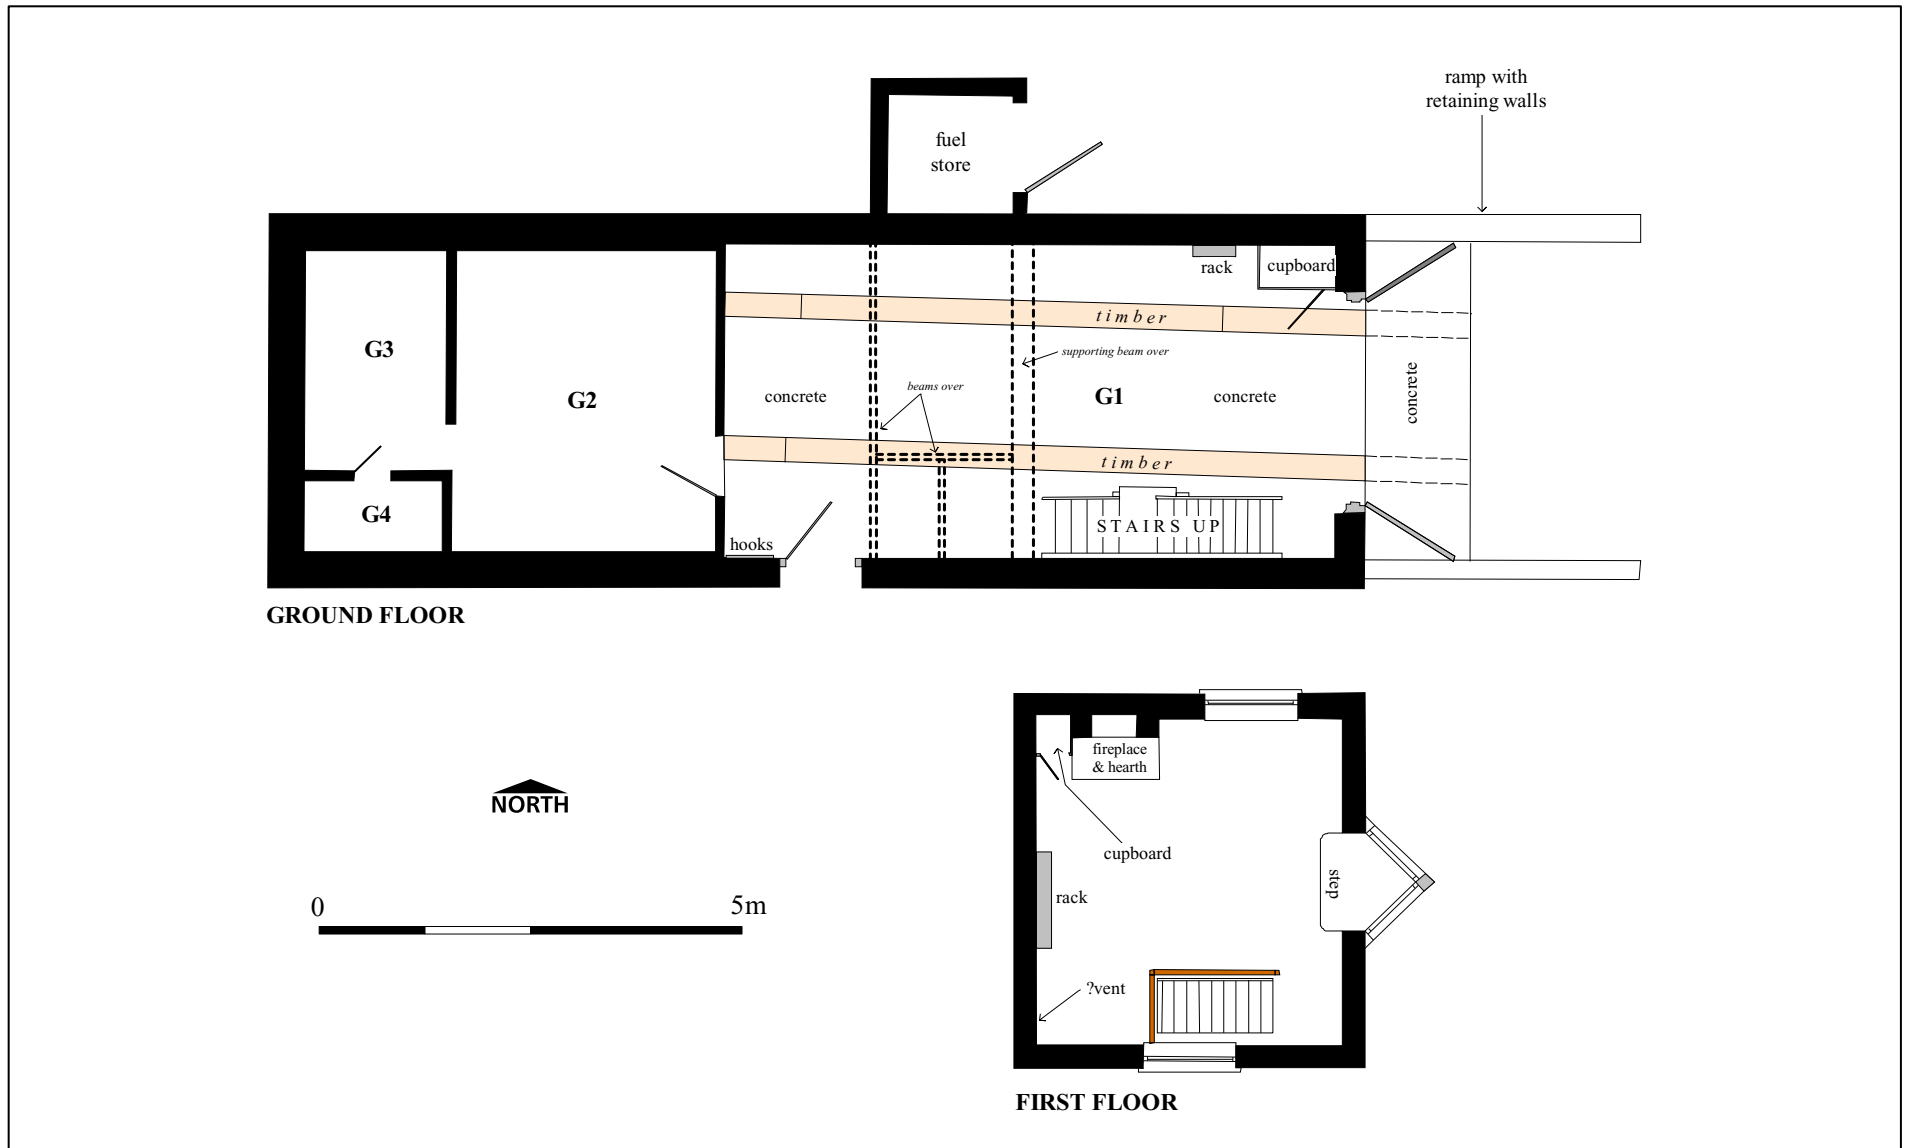 ramp with
retaining walls
fuel
store
rack
cupboard
timber
supporting beam over
G3
beams over
G1
G2
concrete
concrete
concrete
timber
G4
STAIRS UP
hooks
GROUND FLOOR
fireplace
& hearth
NORTH
cupboard
step
rack
0
5m
?vent
FIRST FLOOR